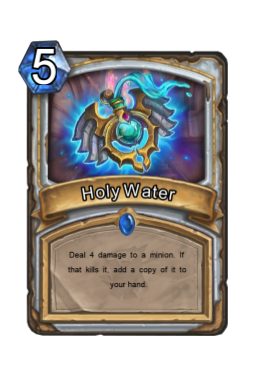 5
Holy Water
Deal 4 damage to a minion. If
that kills it, add a copy of it to
your hand.